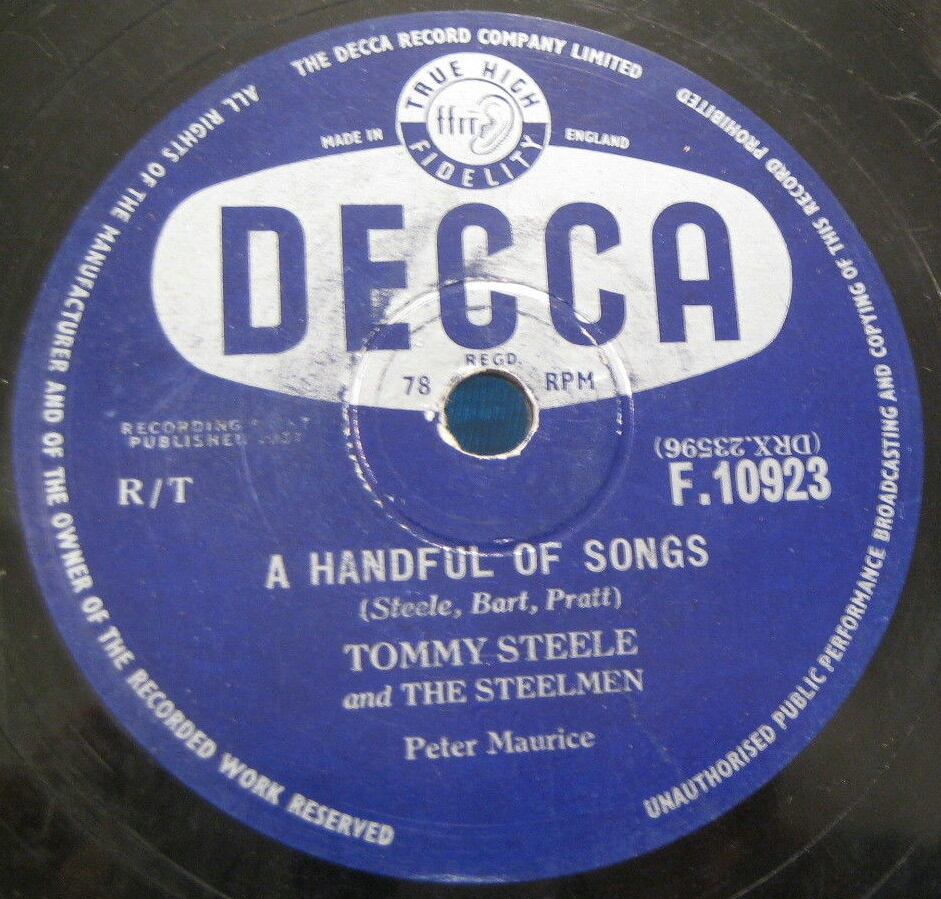 THE DECCA RECORD COMPANY LIMITED
ALL RIGHTS OF THE MANUFACTURER AND OF THE OWNER OF THE RECORDED WORK RESERVED
UNAUTHORISED PUBLIC PERFORMANCE BROADCASTING AND COPYING OF THIS RECORD PROHIBITED
TRUE HIGH
ffrr
FIDELITY
MADE IN ENGLAND
DECCA
REGD.
78 RPM
RECORDING
PUBLISHED
(DRX.23596)
R/T F.10923
A HANDFUL OF SONGS
(Steele, Bart, Pratt)
TOMMY STEELE
and THE STEELMEN
Peter Maurice